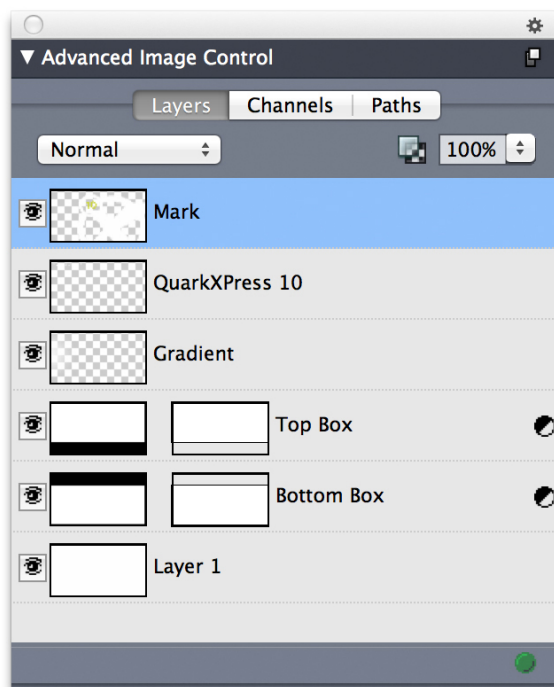 Advanced Image Control
Layers Channels Paths
Normal 100%
Mark
QuarkXPress 10
Gradient
Top Box
Bottom Box
Layer 1